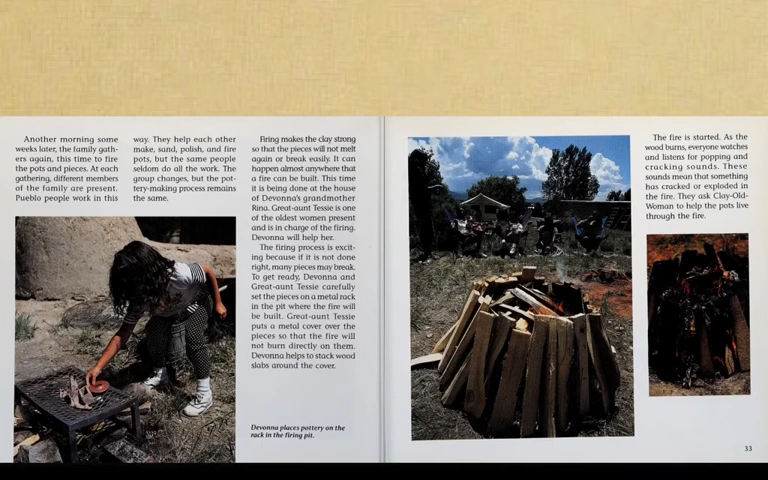 Another morning some
weeks later, the family gath-
ers again, this time to fire
the pots and pieces. At each
gathering, different members
of the family are present.
Pueblo people work in this
way. They help each other
make, sand, polish, and fire
pots, but the same people
seldom do all the work. The
group changes, but the pot-
tery-making process remains
the same.
Firing makes the clay strong
so that the pieces will not melt
again or break easily. It can
happen almost anywhere that
a fire can be built. This time
it is being done at the house
of Devonna's grandmother
Rina. Great-aunt Tessie is one
of the oldest women present
and is in charge of the firing.
Devonna will help her.
The firing process is excit-
ing because if it is not done
right, many pieces may break.
To get ready, Devonna and
Great-aunt Tessie carefully
set the pieces on a metal rack
in the pit where the fire will
be built. Great-aunt Tessie
puts a metal cover over the
pieces so that the fire will
not burn directly on them.
Devonna helps to stack wood
slabs around the cover.
Devonna places pottery on the
rack in the firing pit.
The fire is started. As the
wood burns, everyone watches
and listens for popping and
cracking sounds. These
sounds mean that something
has cracked or exploded in
the fire. They ask Clay-Old-
Woman to help the pots live
through the fire.
33